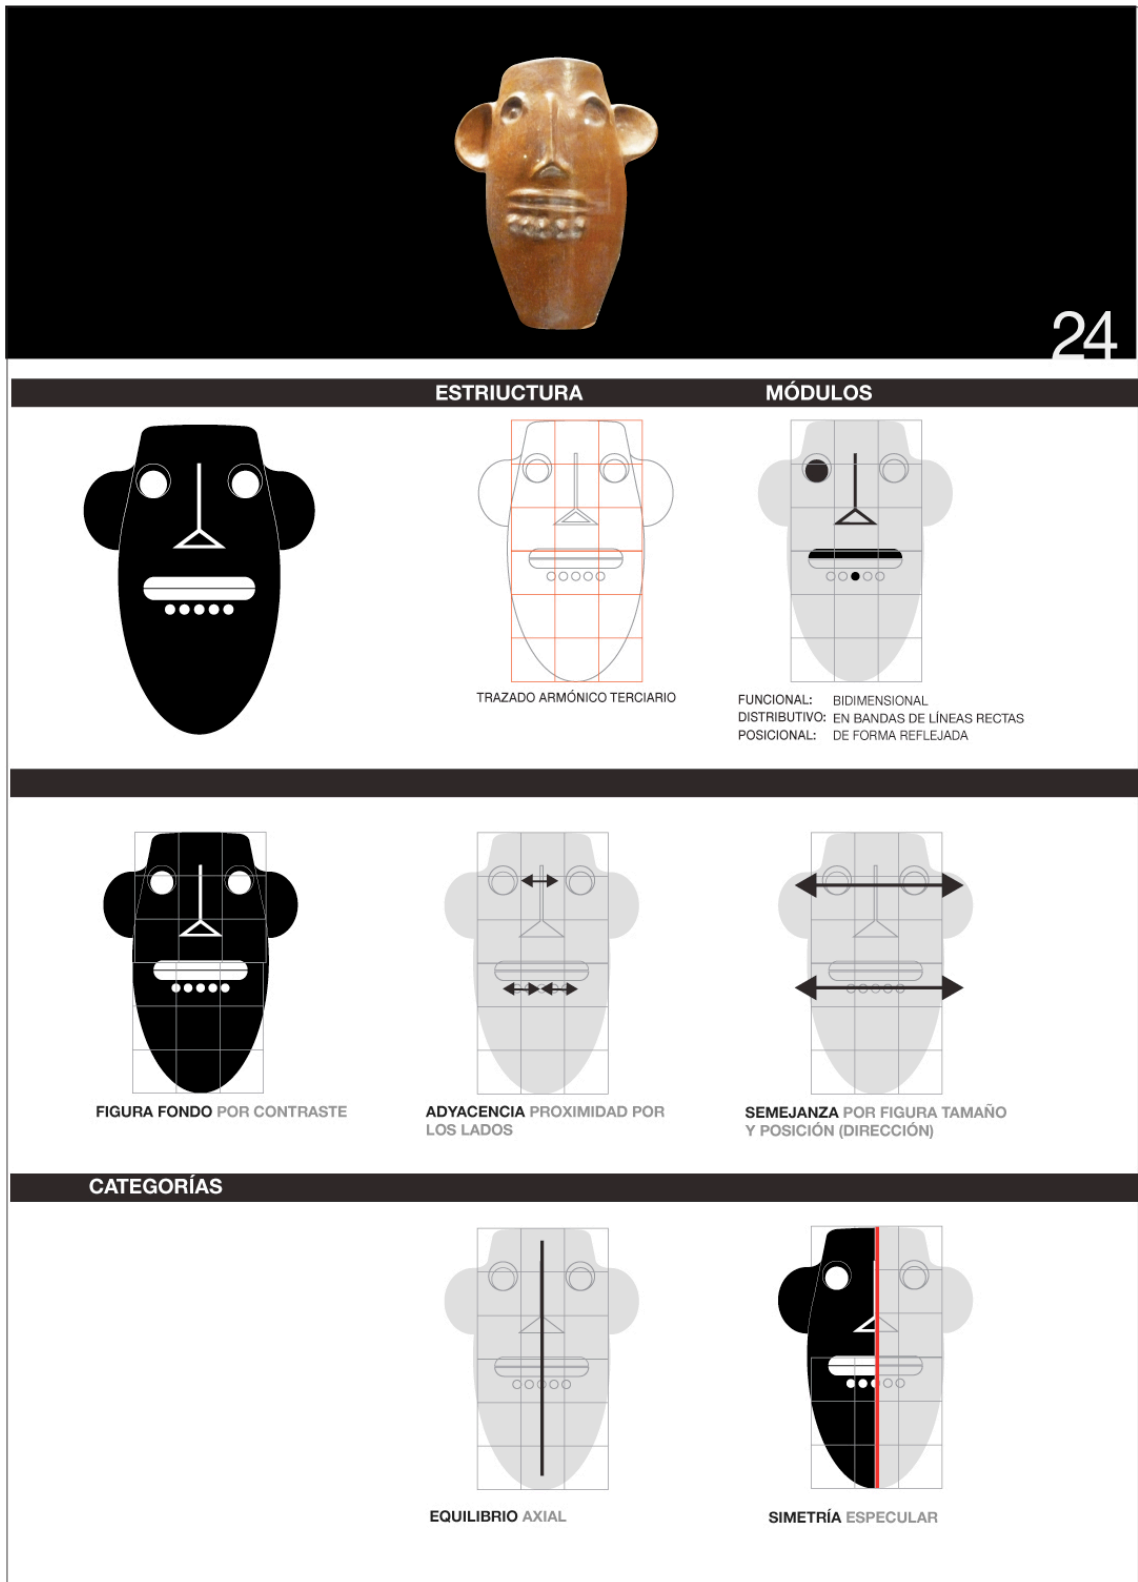 24
ESTRIUCTURA
MÓDULOS
TRAZADO ARMÓNICO TERCIARIO
FUNCIONAL: BIDIMENSIONAL
DISTRIBUTIVO: EN BANDAS DE LÍNEAS RECTAS
POSICIONAL: DE FORMA REFLEJADA
FIGURA FONDO POR CONTRASTE
ADYACENCIA PROXIMIDAD POR
LOS LADOS
SEMEJANZA POR FIGURA TAMAÑO
Y POSICIÓN (DIRECCIÓN)
CATEGORÍAS
EQUILIBRIO AXIAL
SIMETRÍA ESPECULAR